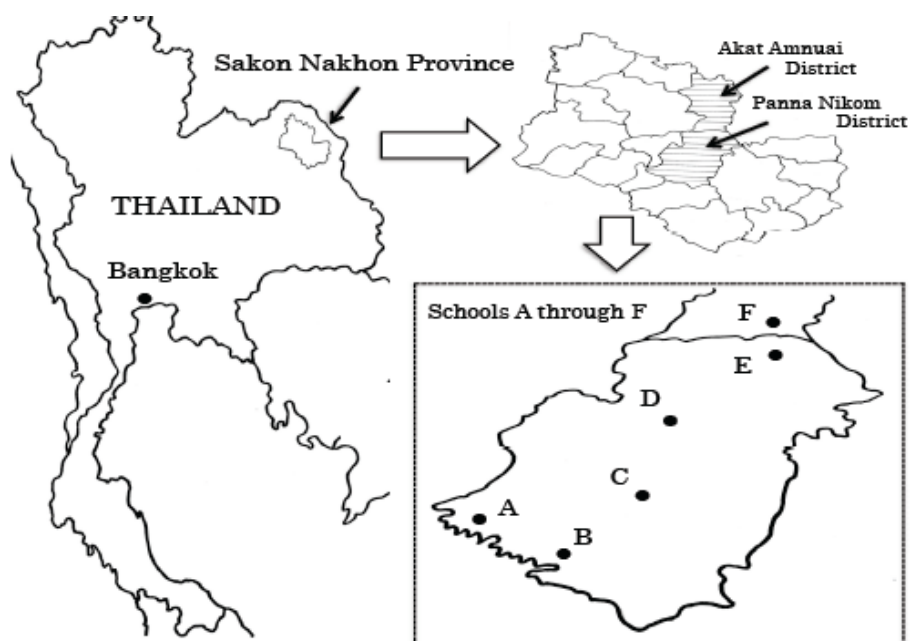 Sakon Nakhon Province
THAILAND
Bangkok
Akat Amnuai
District
Panna Nikom
District
Schools A through F
F
E
D
C
A
B